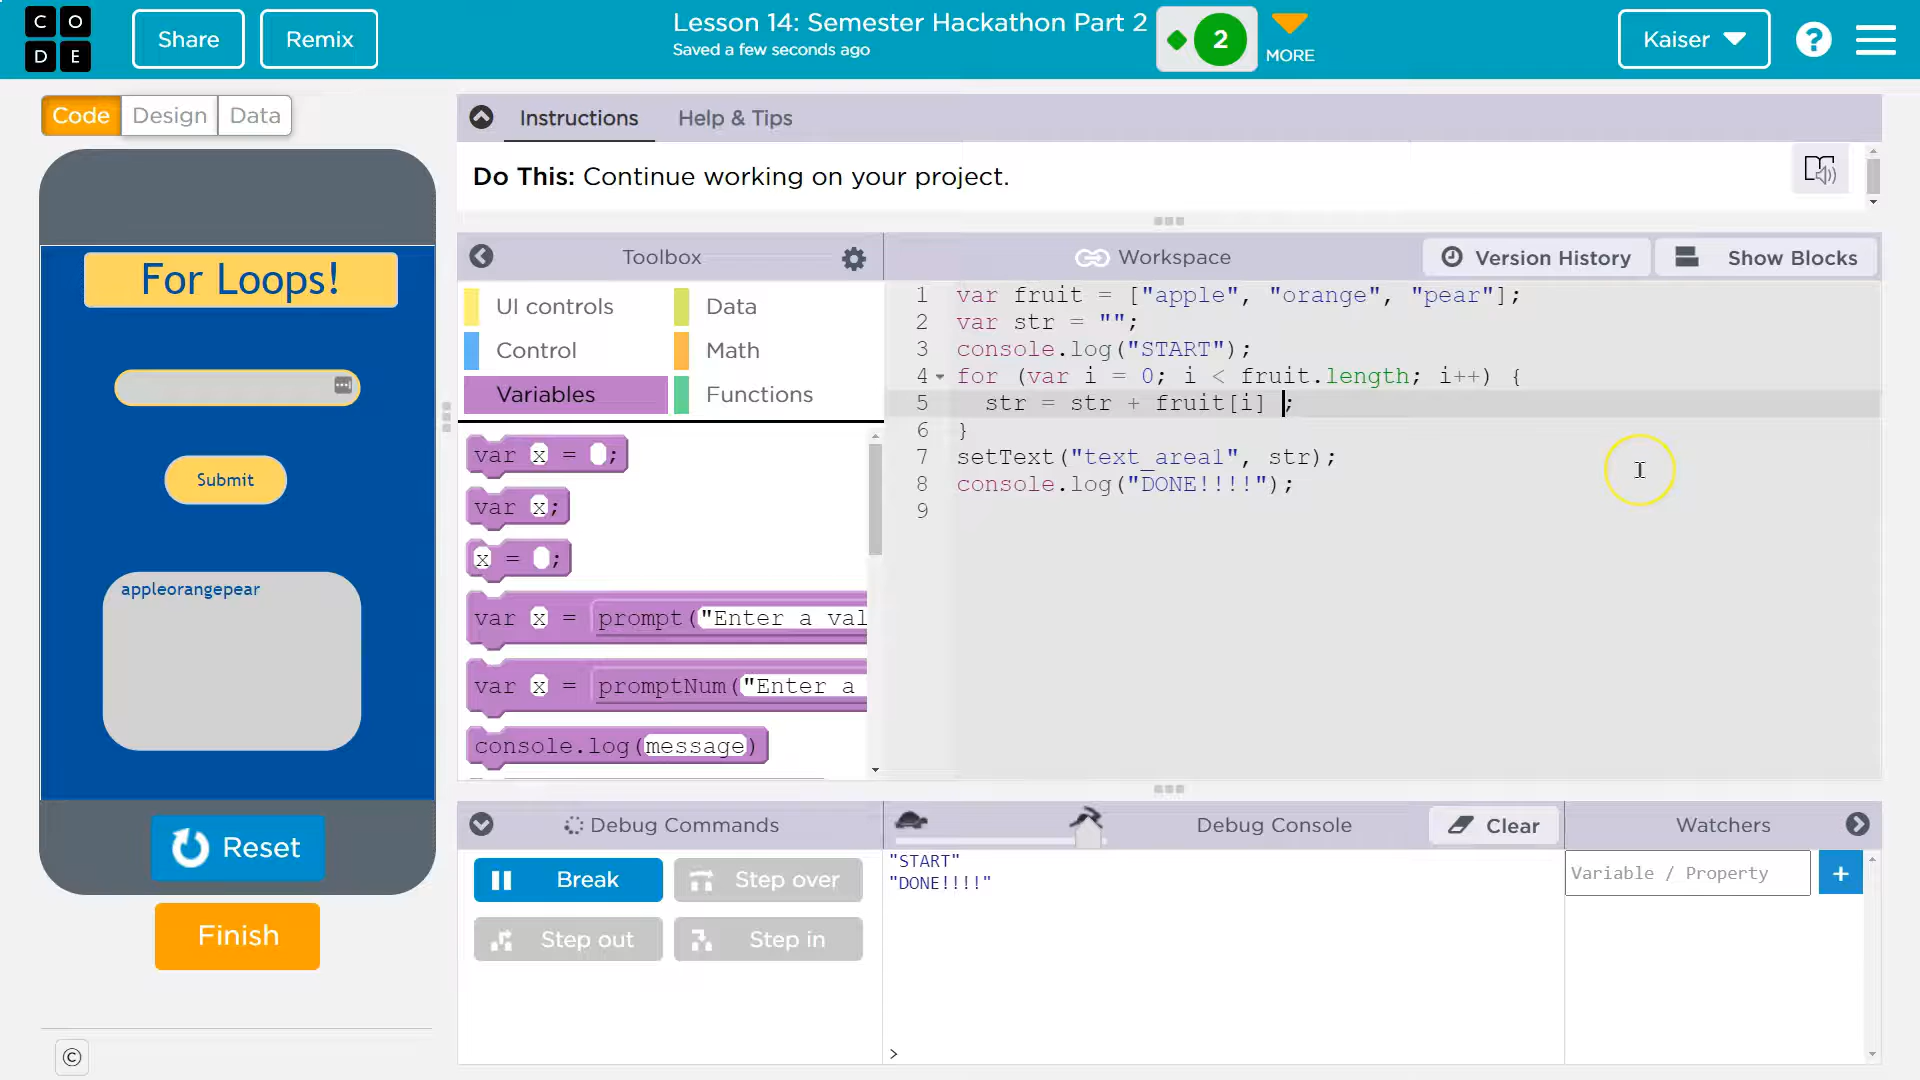 CODE
Share
Remix
Lesson 14: Semester Hackathon Part 2
Saved a few seconds ago
2
MORE
Kaiser
?
Code
Design
Data
Instructions
Help & Tips
Do This: Continue working on your project.
For Loops!
Submit
appleorangepear
Reset
Finish
©
Toolbox
UI controls
Data
Control
Math
Variables
Functions
var x = ;
var x;
x = ;
var x = prompt("Enter a val
var x = promptNum("Enter a
console.log(message)
Workspace
Version History
Show Blocks
1 var fruit = ["apple", "orange", "pear"];
2 var str = "";
3 console.log("START");
4 for (var i = 0; i < fruit.length; i++) {
5 str = str + fruit[i] ;
6 }
7 setText("text_area1", str);
8 console.log("DONE!!!!");
9
Debug Commands
Break
Step over
Step out
Step in
Debug Console
Clear
"START"
"DONE!!!!"
>
Watchers
Variable / Property
+